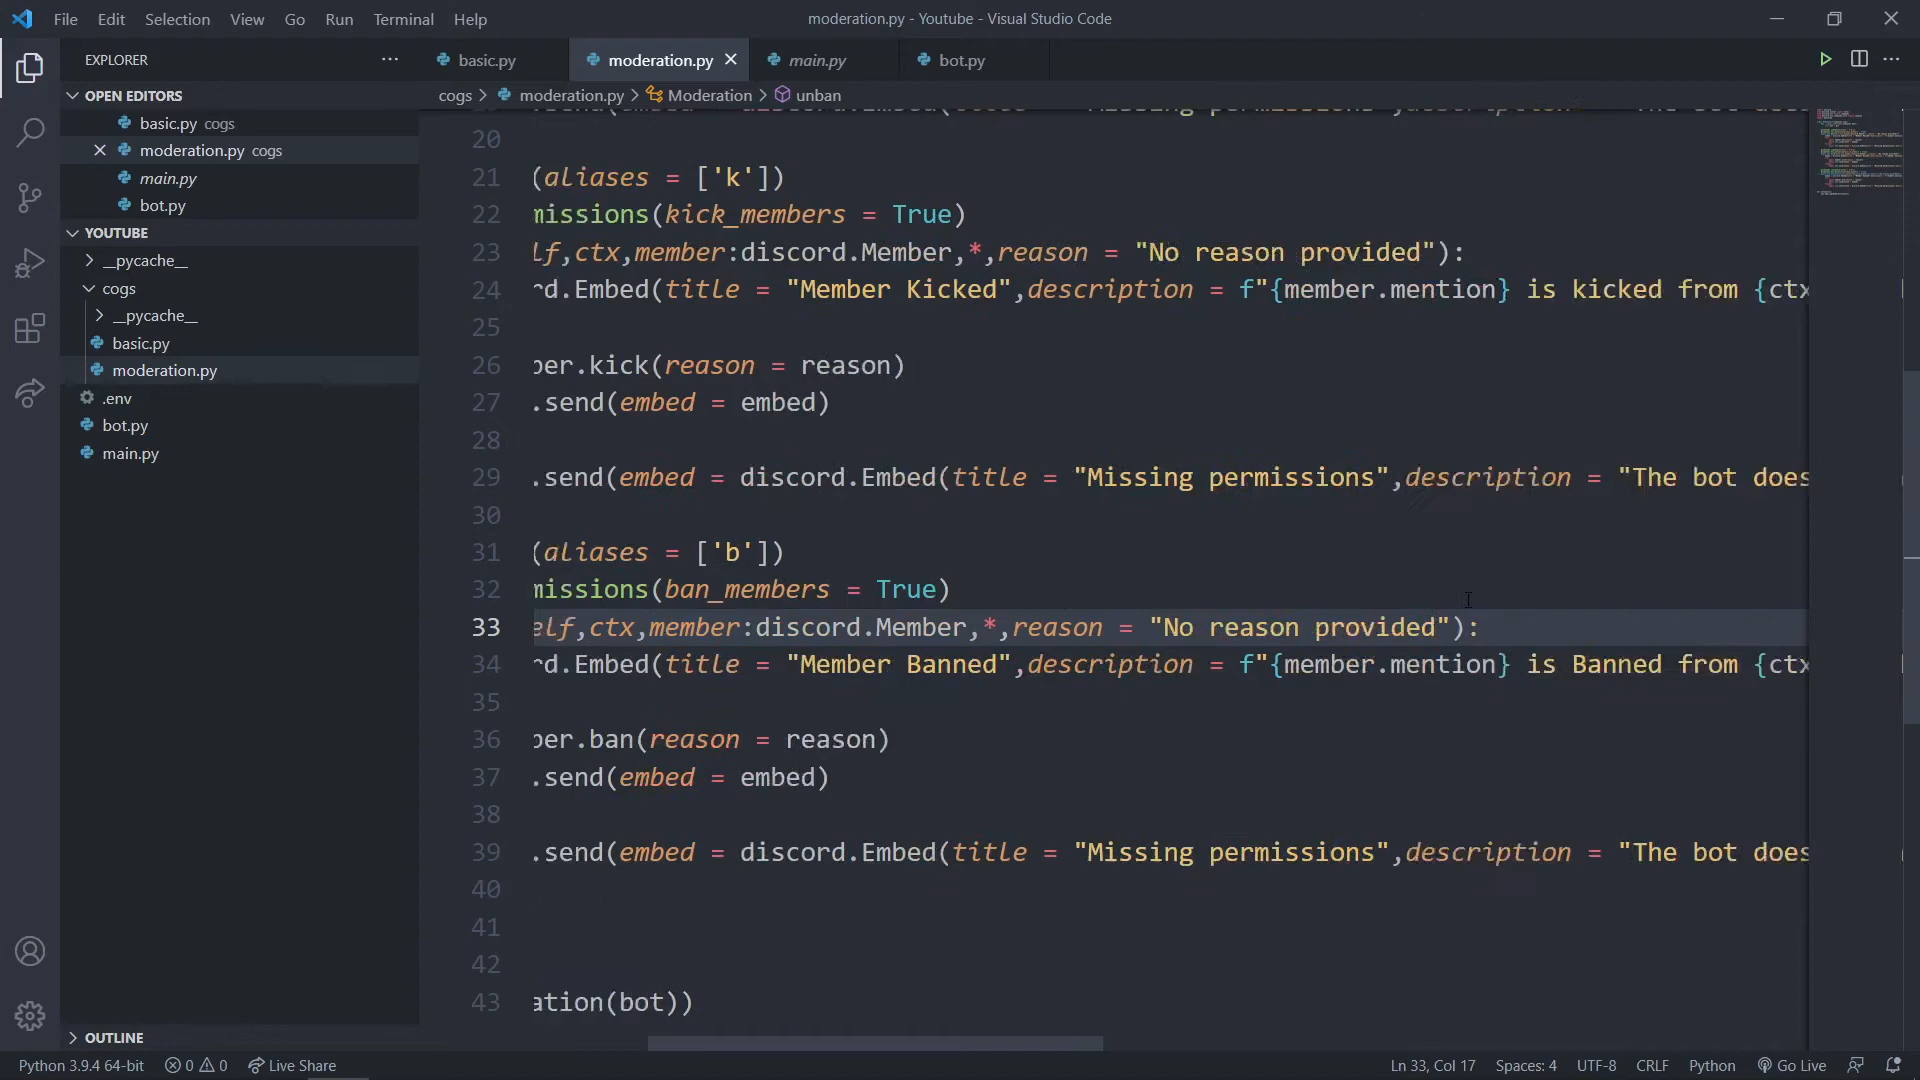 File Edit Selection View Go Run Terminal Help
moderation.py - Youtube - Visual Studio Code
EXPLORER
OPEN EDITORS
basic.py cogs
moderation.py cogs
main.py
bot.py
YOUTUBE
__pycache__
cogs
__pycache__
basic.py
moderation.py
.env
bot.py
main.py
OUTLINE
basic.py moderation.py main.py bot.py
cogs > moderation.py > Moderation > unban
20
21 (aliases = ['k'])
22 missions(kick_members = True)
23 lf,ctx,member:discord.Member,*,reason = "No reason provided"):
24 rd.Embed(title = "Member Kicked",description = f"{member.mention} is kicked from {ctx
25
26 ber.kick(reason = reason)
27 .send(embed = embed)
28
29 .send(embed = discord.Embed(title = "Missing permissions",description = "The bot does
30
31 (aliases = ['b'])
32 missions(ban_members = True)
33 elf,ctx,member:discord.Member,*,reason = "No reason provided"):
34 rd.Embed(title = "Member Banned",description = f"{member.mention} is Banned from {ctx
35
36 ber.ban(reason = reason)
37 .send(embed = embed)
38
39 .send(embed = discord.Embed(title = "Missing permissions",description = "The bot does
40
41
42
43 ation(bot))
Python 3.9.4 64-bit 0 0 Live Share Ln 33, Col 17 Spaces: 4 UTF-8 CRLF Python Go Live